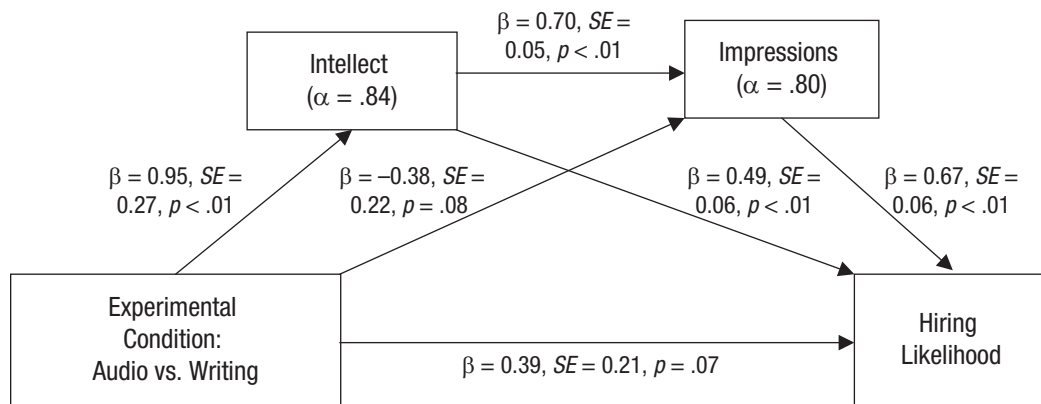 β = 0.70, SE =
0.05, p < .01
Intellect
(α = .84)
Impressions
(α = .80)
β = 0.95, SE =
0.27, p < .01
β = –0.38, SE =
0.22, p = .08
β = 0.49, SE =
0.06, p < .01
β = 0.67, SE =
0.06, p < .01
Experimental
Condition:
Audio vs. Writing
β = 0.39, SE = 0.21, p = .07
Hiring
Likelihood